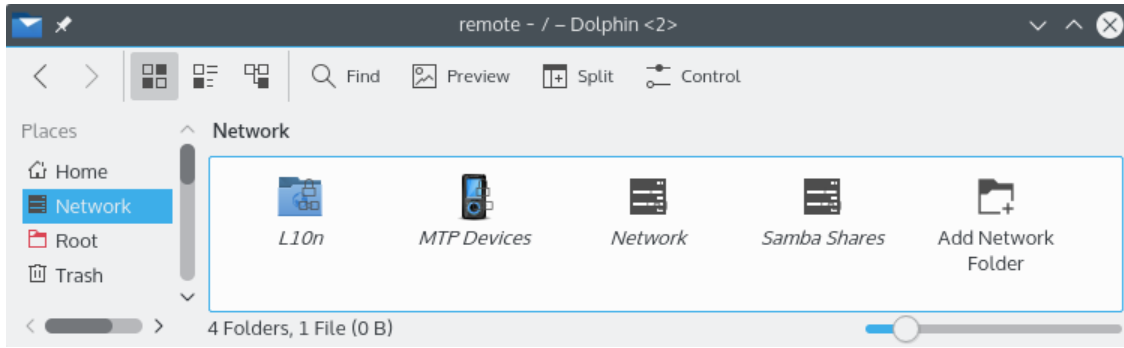 remote - / – Dolphin <2>
Find Preview Split Control
Places
Home
Network
Root
Trash
Network
L10n MTP Devices Network Samba Shares Add Network
Folder
4 Folders, 1 File (0 B)